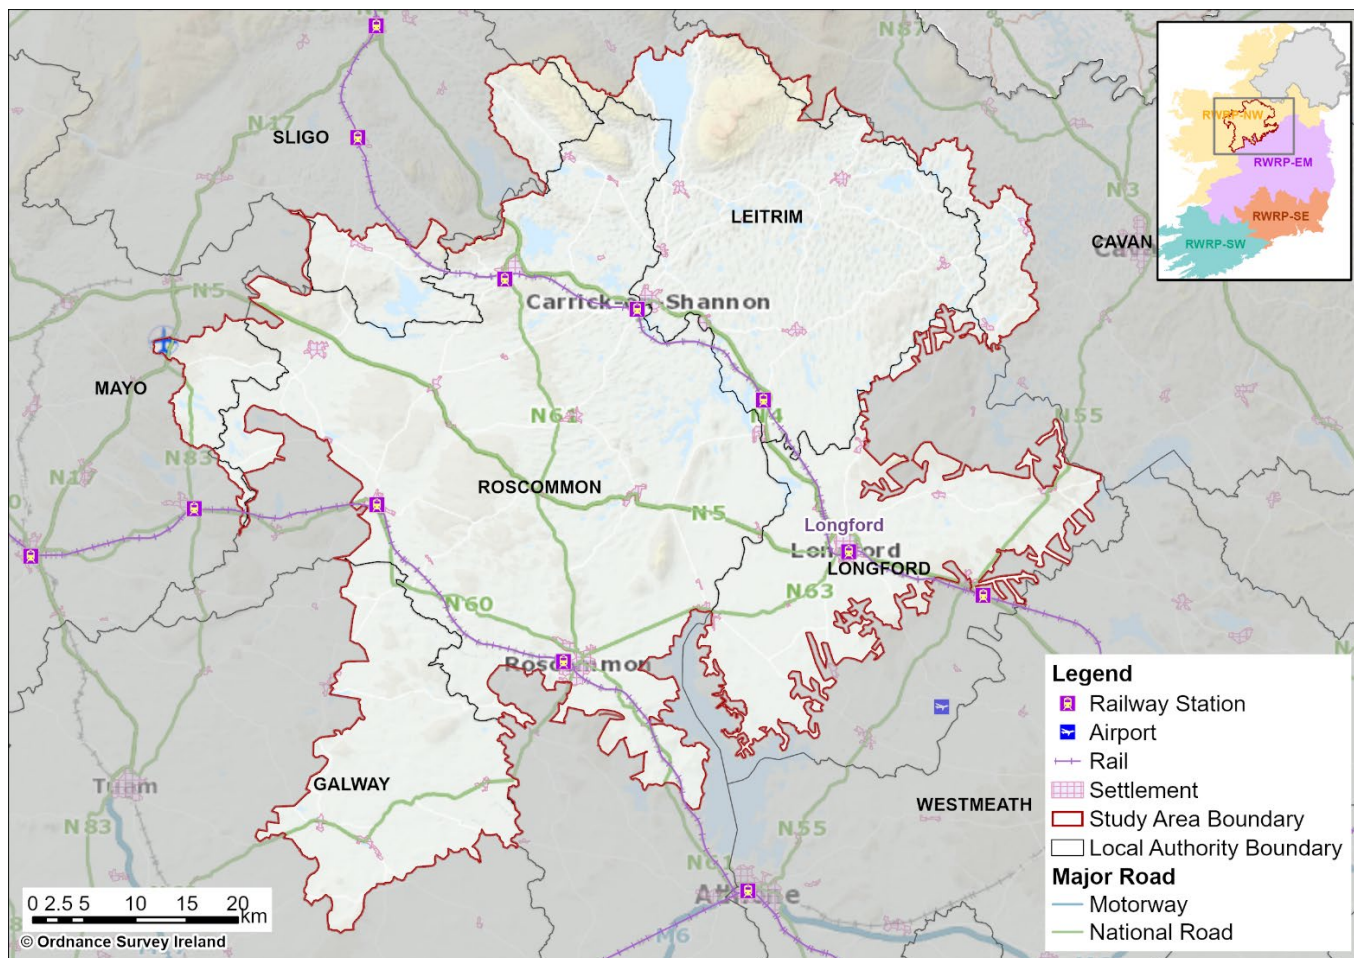 N4
N87
N17
SLIGO
LEITRIM
N3
CAVAN
Cavan
N5
Carrick-on-Shannon
MAYO
N61
N4
N55
N17
N83
ROSCOMMON
N5
Longford
Longford
LONGFORD
N60
N63
Roscommon
GALWAY
Tuam
N83
WESTMEATH
N55
N61
Athlone
M6
RWRP-NW
RWRP-EM
RWRP-SE
RWRP-SW
Legend
Railway Station
Airport
Rail
Settlement
Study Area Boundary
Local Authority Boundary
Major Road
Motorway
National Road
0 2.5 5 10 15 20
km
© Ordnance Survey Ireland